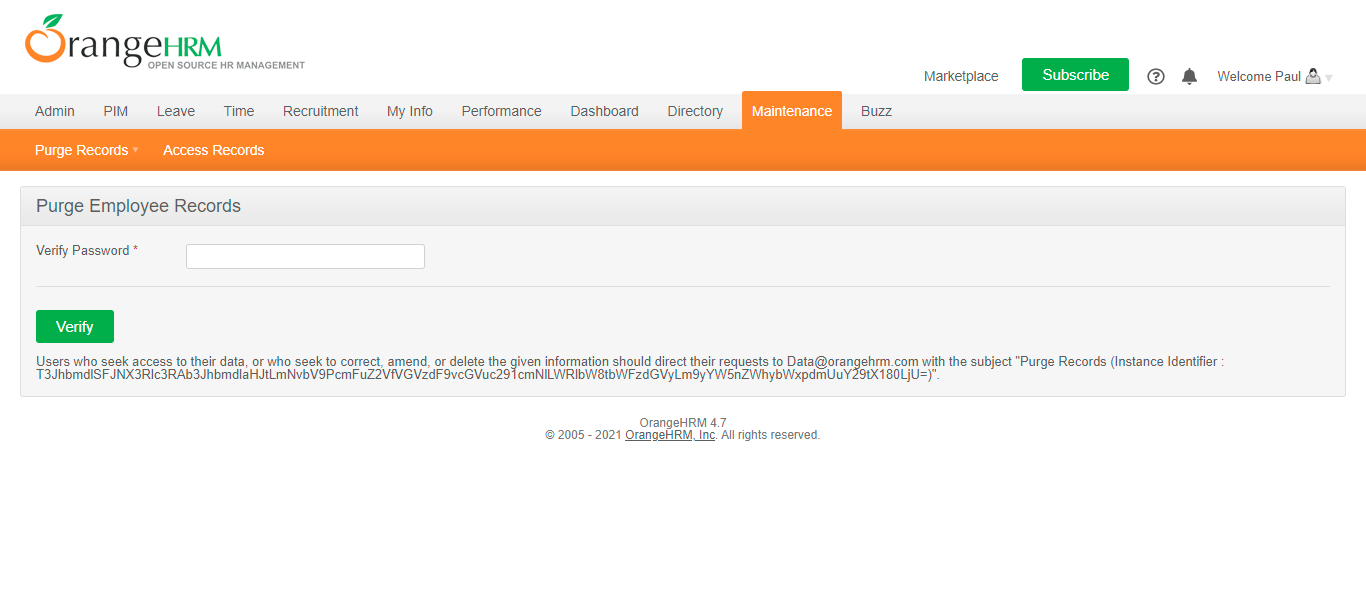 OrangeHRM
OPEN SOURCE HR MANAGEMENT
Marketplace Subscribe ? Welcome Paul
Admin PIM Leave Time Recruitment My Info Performance Dashboard Directory Maintenance Buzz
Purge Records Access Records
Purge Employee Records
Verify Password *
Verify
Users who seek access to their data, or who seek to correct, amend, or delete the given information should direct their requests to Data@orangehrm.com with the subject "Purge Records (Instance Identifier :
OrangeHRM 4.7
© 2005 - 2021 OrangeHRM, Inc. All rights reserved.